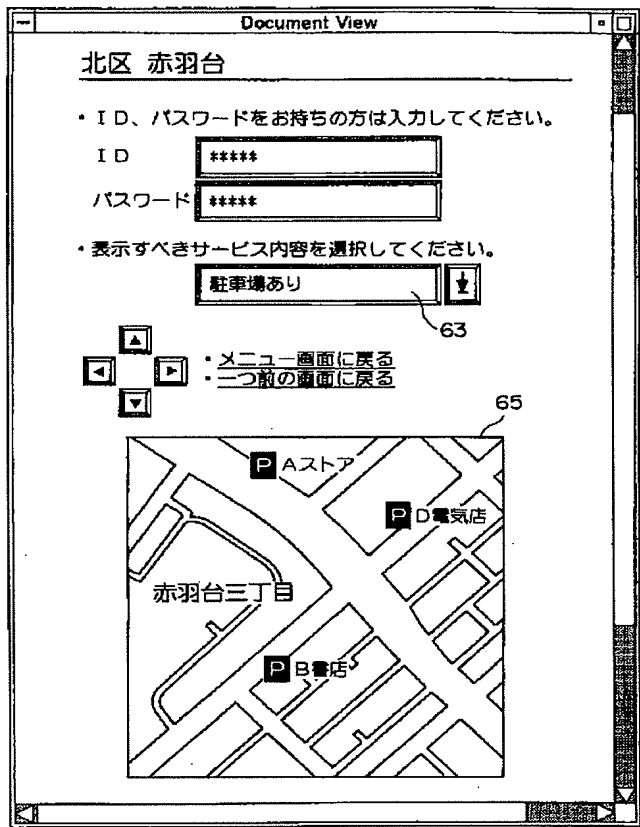 Document View
北区 赤羽台
・ＩＤ、パスワードをお持ちの方は入力してください。
ＩＤ *****
パスワード *****
・表示すべきサービス内容を選択してください。
駐車場あり
63
・メニュー画面に戻る
・一つ前の画面に戻る
65
P Aストア
P D電気店
赤羽台三丁目
P B書店